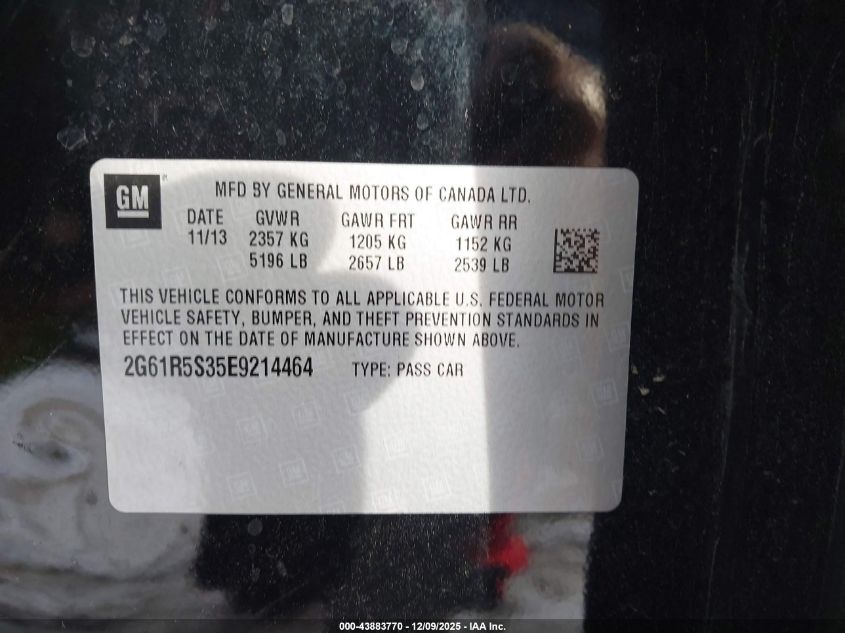 GM
MFD BY GENERAL MOTORS OF CANADA LTD.
DATE GVWR GAWR FRT GAWR RR
11/13 2357 KG 1205 KG 1152 KG
5196 LB 2657 LB 2539 LB
THIS VEHICLE CONFORMS TO ALL APPLICABLE U.S. FEDERAL MOTOR
VEHICLE SAFETY, BUMPER, AND THEFT PREVENTION STANDARDS IN
EFFECT ON THE DATE OF MANUFACTURE SHOWN ABOVE.
2G61R5S35E9214464 TYPE: PASS CAR
000-43883770 - 12/09/2025 - IAA Inc.